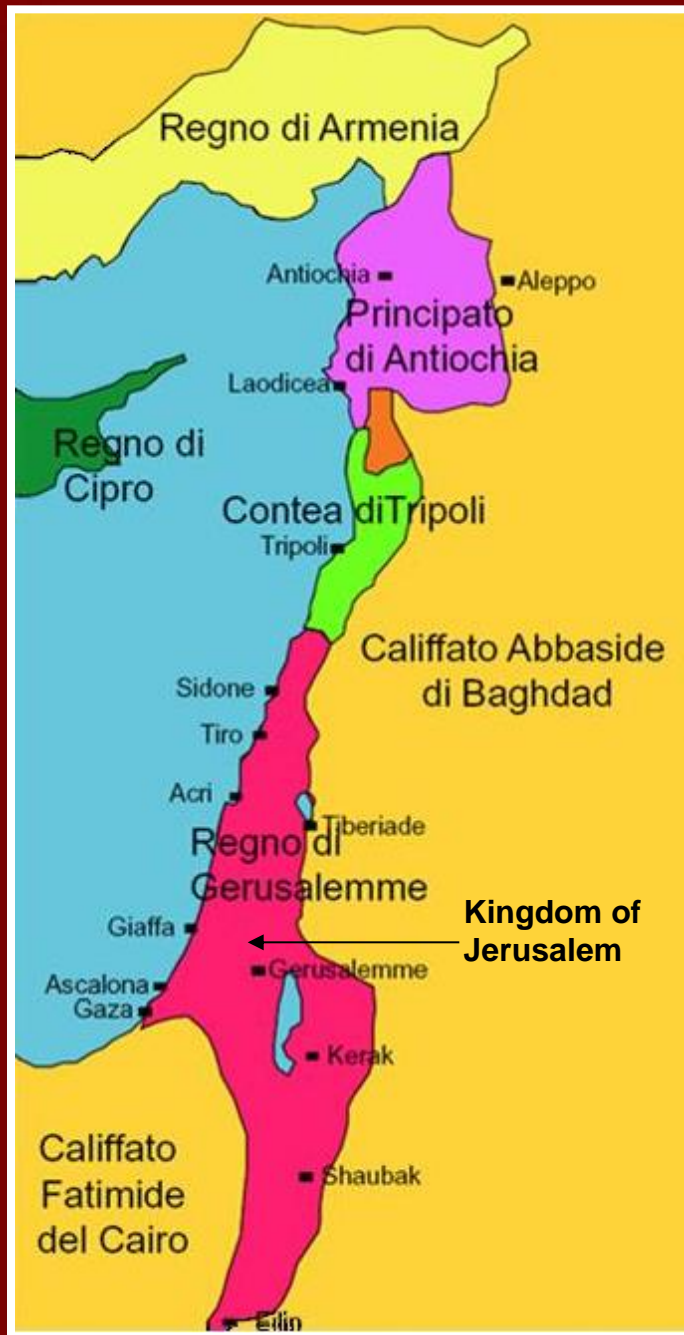 Regno di Armenia
Antiochia
Aleppo
Principato
di Antiochia
Laodicea
Regno di
Cipro
Contea diTripoli
Tripoli
Califfato Abbaside
di Baghdad
Sidone
Tiro
Acri
Tiberiade
Regno di
Gerusalemme
Kingdom of
Jerusalem
Giaffa
Gerusalemme
Ascalona
Gaza
Kerak
Califfato
Fatimide
del Cairo
Shaubak